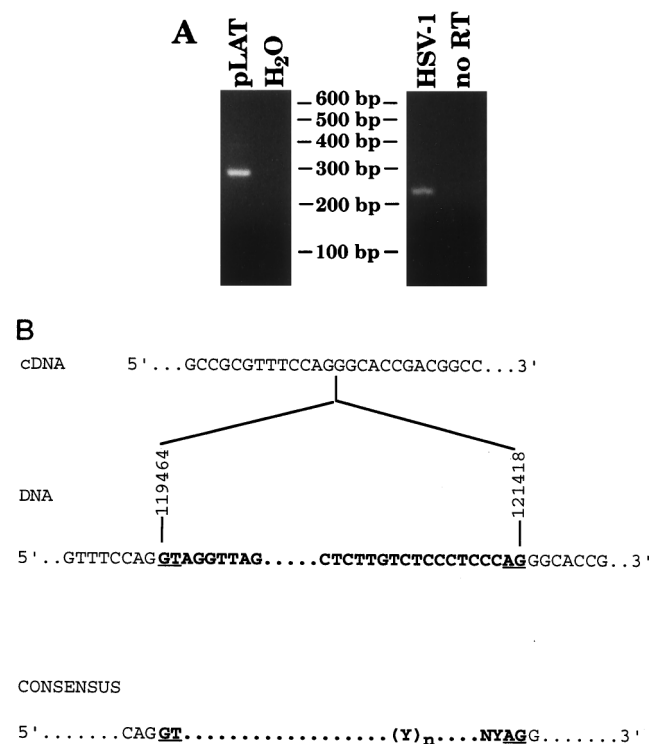 A
pLAT H₂O HSV-1 no RT
600 bp
500 bp
400 bp
300 bp
200 bp
100 bp
B
cDNA 5'...GCCGCGTTTCCAGGGCACCGACGGCC...3'
119464 121418
DNA
5'..GTTTCCAGGTAGGTTAG.....CTCTTGTCTCCCTCCCAGGGCACCG..3'
CONSENSUS
5'.......CAGGT..................(Y)n....NYAGG.......3'